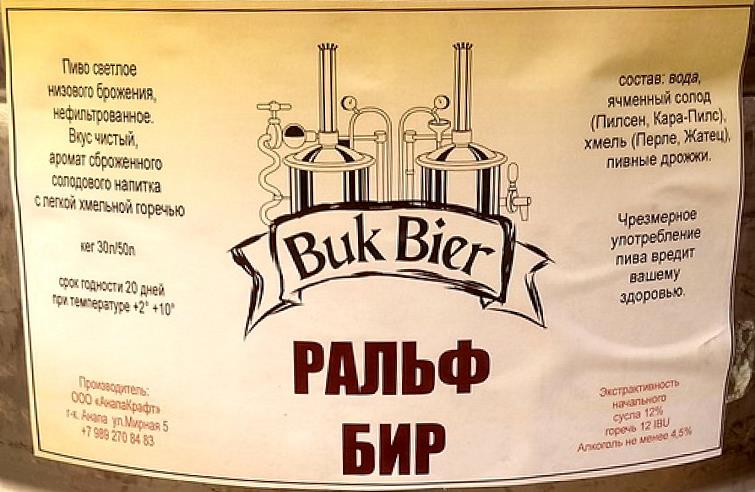 Пиво светлое
низового брожения,
нефильтрованное.
Вкус чистый,
аромат сброженного
солодового напитка
с легкой хмельной горечью
кег 30л/50л
срок годности 20 дней
при температуре +2° +10°
Производитель:
ООО «АнапаКрафт»
г-к. Анапа ул.Мирная 5
+7 989 270 84 83
Buk Bier
РАЛЬФ
БИР
состав: вода,
ячменный солод
(Пилсен, Кара-Пилс),
хмель (Перле, Жатец),
пивные дрожжи.
Чрезмерное
употребление
пива вредит
вашему
здоровью.
Экстрактивность
начального
сусла 12%
горечь 12 IBU
Алкоголь не менее 4,5%